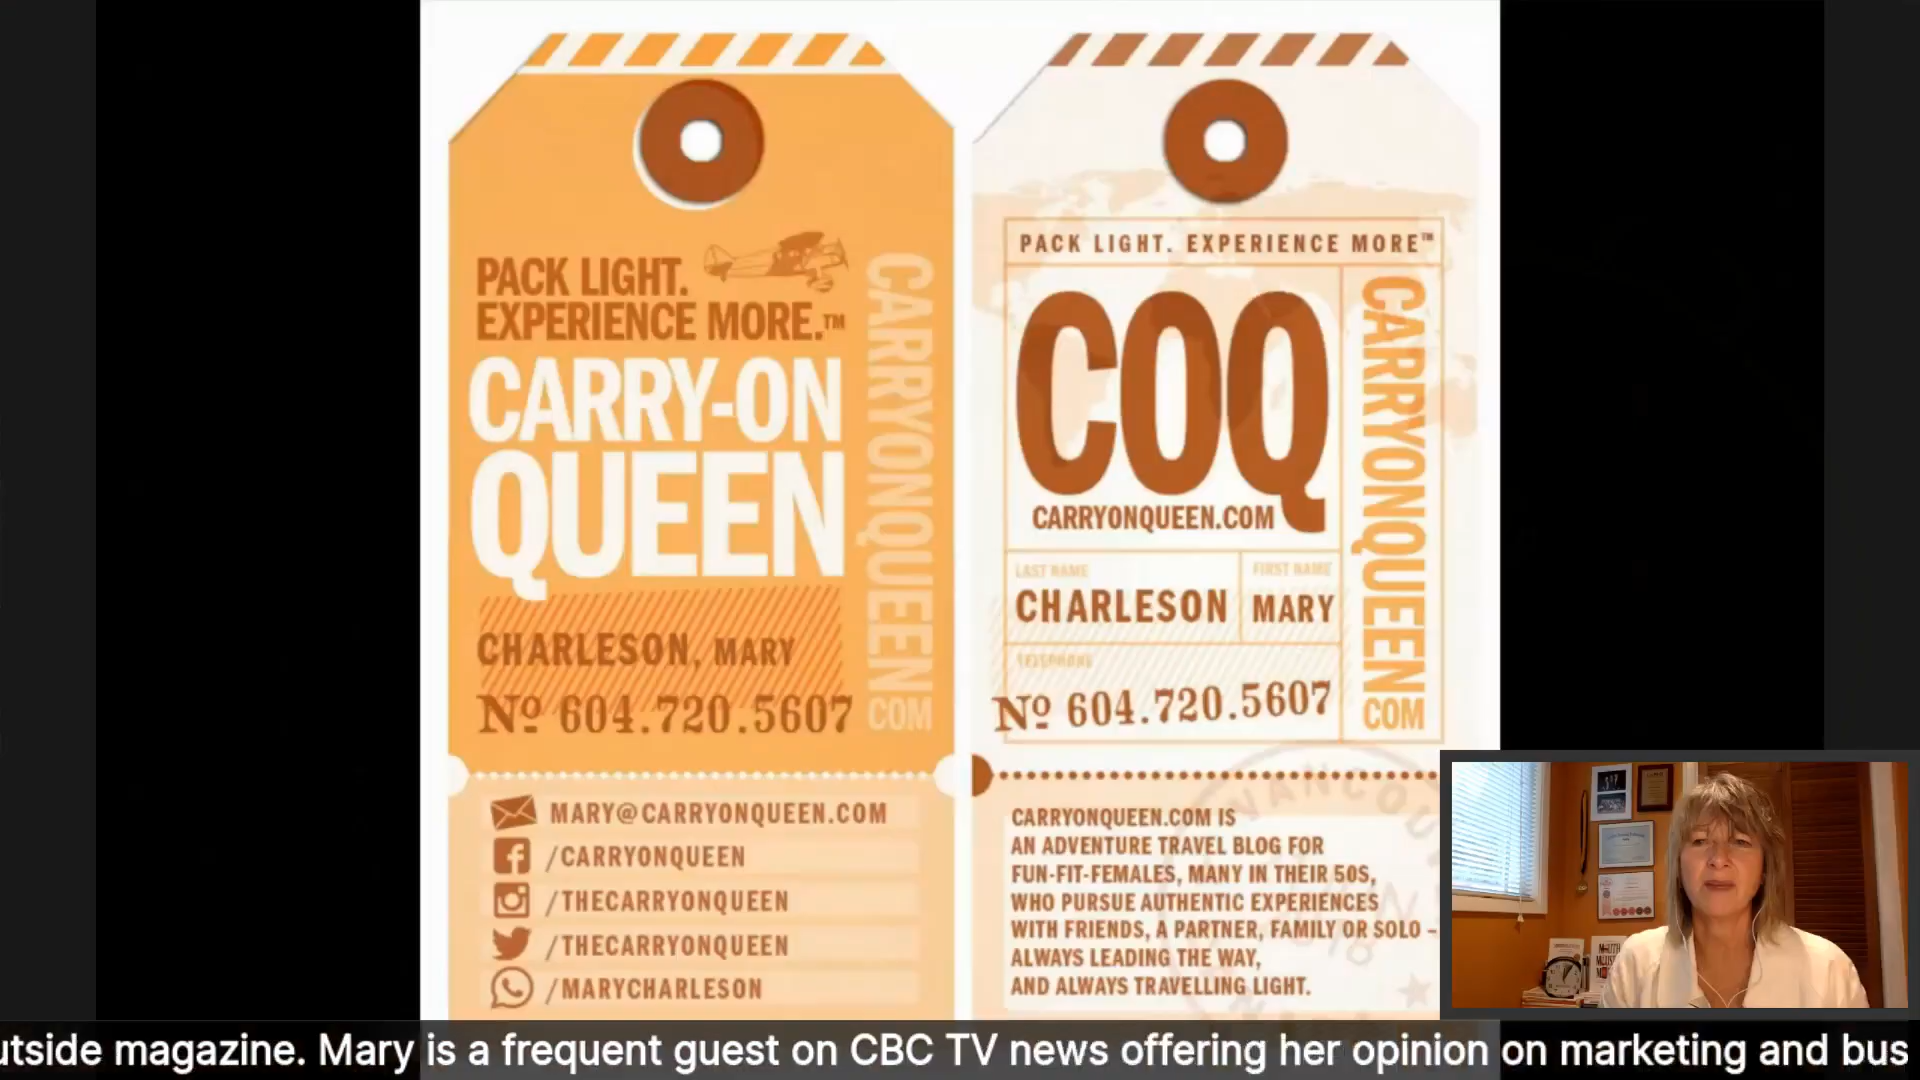 PACK LIGHT.
EXPERIENCE MORE.™
CARRY-ON
QUEEN
CARRYONQUEEN
COM
CHARLESON, MARY
Nº 604.720.5607
MARY@CARRYONQUEEN.COM
/CARRYONQUEEN
/THECARRYONQUEEN
/THECARRYONQUEEN
/MARYCHARLESON
PACK LIGHT. EXPERIENCE MORE™
COQ
CARRYONQUEEN.COM
CARRYONQUEEN
COM
LAST NAME
CHARLESON
FIRST NAME
MARY
TELEPHONE
Nº 604.720.5607
CARRYONQUEEN.COM IS
AN ADVENTURE TRAVEL BLOG FOR
FUN-FIT-FEMALES, MANY IN THEIR 50S,
WHO PURSUE AUTHENTIC EXPERIENCES
WITH FRIENDS, A PARTNER, FAMILY OR SOLO –
ALWAYS LEADING THE WAY,
AND ALWAYS TRAVELLING LIGHT.
utside magazine. Mary is a frequent guest on CBC TV news offering her opinion on marketing and bus